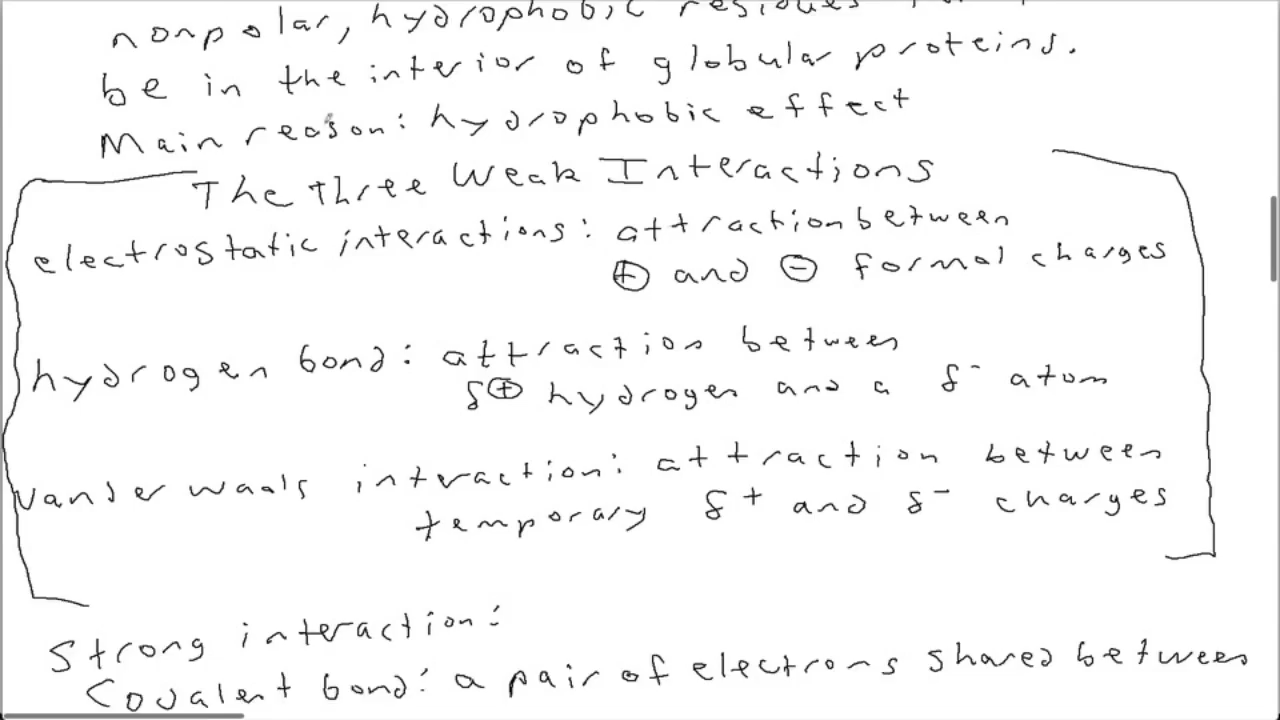 nonpolar, hydrophobic residues
be in the interior of globular proteins.
Main reason: hydrophobic effect
The three Weak Interactions
electrostatic interactions: attraction between
⊕ and ⊖ formal charges
hydrogen bond: attraction between
δ⊕ hydrogen and a δ⁻ atom
vander waals interaction: attraction between
temporary δ⁺ and δ⁻ charges
Strong interaction:
Covalent bond: a pair of electrons shared between